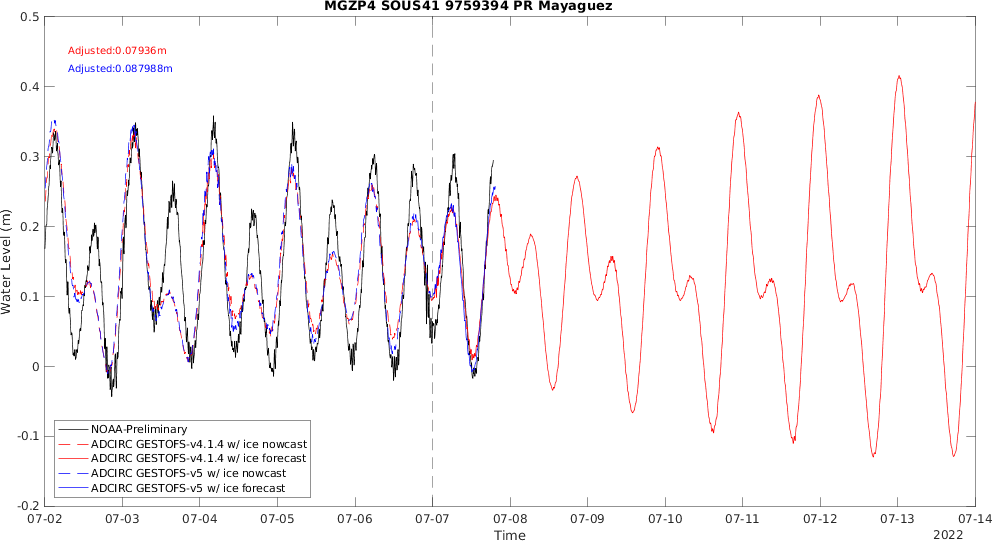 MGZP4 SOUS41 9759394 PR Mayaguez
0.5
Adjusted:0.07936m
Adjusted:0.087988m
0.4
0.3
0.2
0.1
0
-0.1
-0.2
Water Level (m)
NOAA-Preliminary
ADCIRC GESTOFS-v4.1.4 w/ ice nowcast
ADCIRC GESTOFS-v4.1.4 w/ ice forecast
ADCIRC GESTOFS-v5 w/ ice nowcast
ADCIRC GESTOFS-v5 w/ ice forecast
07-02 07-03 07-04 07-05 07-06 07-07 07-08 07-09 07-10 07-11 07-12 07-13 07-14
Time
2022